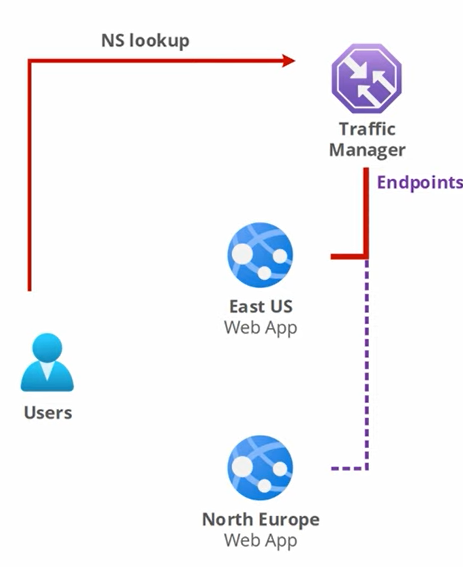 NS lookup
Traffic
Manager
Endpoints
East US
Web App
Users
North Europe
Web App